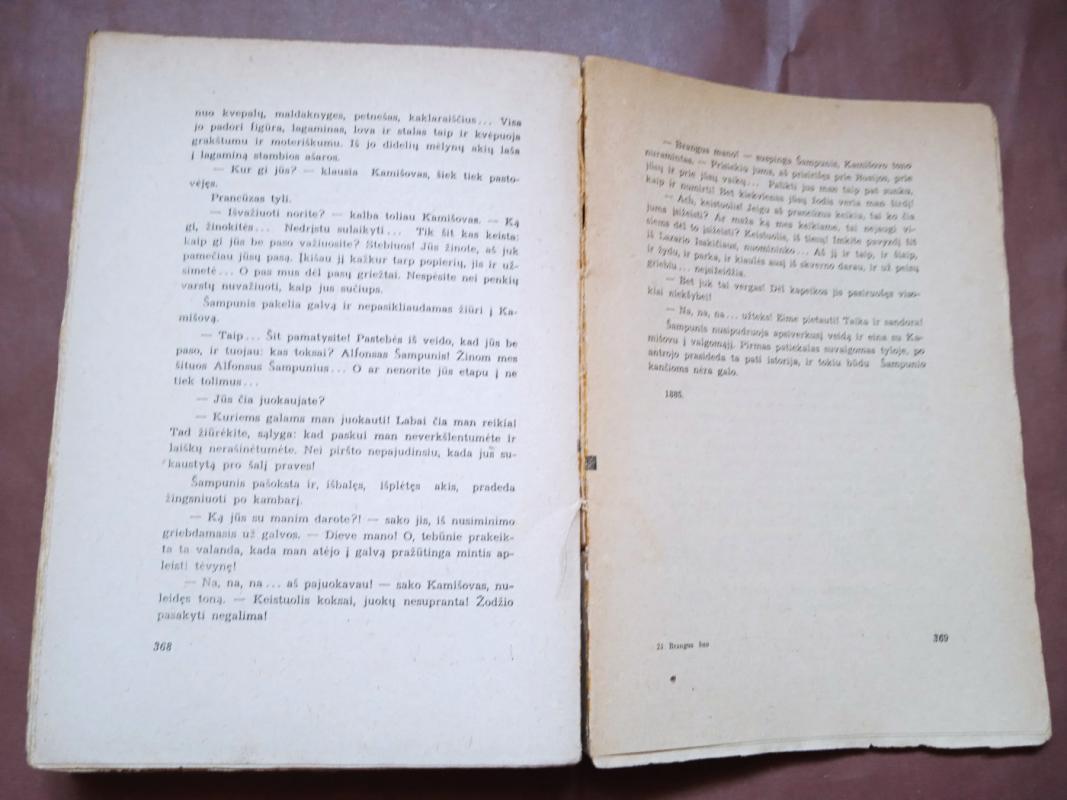 nuo kvepalų, maldaknygės, petnešas, kaklaraiščius... Visa
jo padori figūra, lagaminas, lova ir stalas taip ir kvėpuoja
grakštumu ir moteriškumu. Iš jo didelių mėlynų akių laša
į lagaminą stambios ašaros.
— Kur gi jūs? — klausia Kamišovas, šiek tiek pasto-
vėjęs.
Prancūzas tyli.
— Išvažiuoti norite? — kalba toliau Kamišovas. — Ką
gi, žinokitės... Nedrįstu sulaikyti... Tik šit kas keista:
kaip gi jūs be paso važiuosite? Stebiuos! Jūs žinote, aš juk
pamečiau jūsų pasą. Įkišau jį kažkur tarp popierių, jis ir už-
simetė... O pas mus dėl pasų griežtai. Nespėsite nei penkių
varstų nuvažiuoti, kaip jus sučiups.
Šampunis pakelia galvą ir nepasikliaudamas žiūri į Ka-
mišovą.
— Taip... Šit pamatysite! Pastebės iš veido, kad jūs be
paso, ir tuojau: kas toksai? Alfonsas Šampunis! Žinom mes
šituos Alfonsus Šampunius... O ar nenorite jūs etapu į ne
tiek tolimus...
— Jūs čia juokaujate?
— Kuriems galams man juokauti! Labai čia man reikia!
Tad žiūrėkite, sąlyga: kad paskui man neverkšlentumėte ir
laiškų nerašinėtumėte. Nei piršto nepajudinsiu, kada jus su-
kaustytą pro šalį praves!
Šampunis pašoksta ir, išbalęs, išplėtęs akis, pradeda
žingsniuoti po kambarį.
— Ką jūs su manim darote?! — sako jis, iš nusiminimo
griebdamasis už galvos. — Dieve mano! O, tebūnie prakeik-
ta ta valanda, kada man atėjo į galvą pražūtinga mintis ap-
leisti tėvynę!
— Na, na, na... aš pajuokavau! — sako Kamišovas, nu-
leidęs toną. — Keistuolis koksai, juokų nesupranta! Žodžio
pasakyti negalima!
368
— Brangus mano! — suspinga Šampunis, Kamišovo tono
nuramintas. — Prisiekiu jums, aš prisirišęs prie Rusijos, prie
jūsų ir prie jūsų vaikų... Palikti jus man taip pat sunku,
kaip ir numirti! Bet kiekvienas jūsų žodis veria man širdį!
— Ach, keistuolis! Jeigu aš prancūzus keikiu, tai ko čia
jums įsižeisti? Ar maža ką mes keikiame, tai nejaugi vi-
siems dėl to įsižeisti? Keistuolis, iš tiesų! Imkite pavyzdį šit
iš Lazario Isakičiaus, nuomininko... Aš jį ir taip, ir šiaip,
ir žydu, ir parka, ir kiaulės ausį iš skverno darau, ir už peisų
griebiu... neįsižeidžia.
— Bet juk tai vergas! Dėl kapeikos jis pasiruošęs viso-
kiai niekšybei!
— Na, na, na... užteks! Eime pietauti! Taika ir sandora!
Šampunis nusipudruoja apsiverkusį veidą ir eina su Ka-
mišovu į valgomąjį. Pirmas patiekalas suvalgomas tyloje, po
antrojo prasideda ta pati istorija, ir tokiu būdu Šampunio
kančioms nėra galo.
1885.
Brangus šuo
369